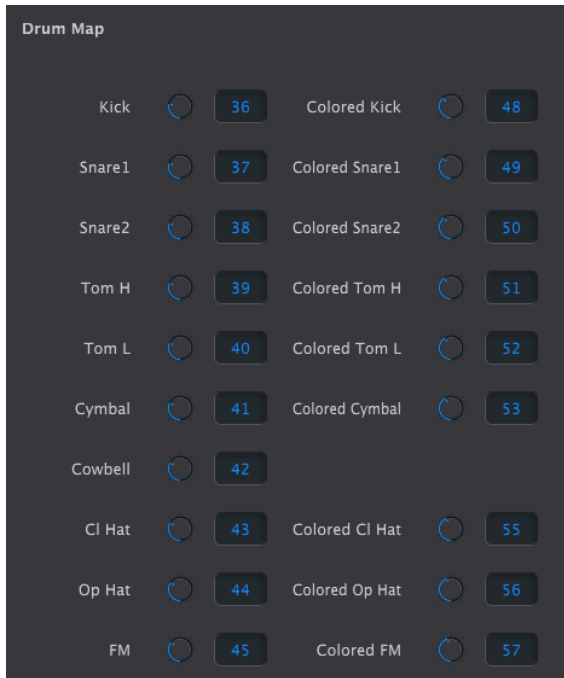 Drum Map
Kick 36 Colored Kick 48
Snare1 37 Colored Snare1 49
Snare2 38 Colored Snare2 50
Tom H 39 Colored Tom H 51
Tom L 40 Colored Tom L 52
Cymbal 41 Colored Cymbal 53
Cowbell 42
Cl Hat 43 Colored Cl Hat 55
Op Hat 44 Colored Op Hat 56
FM 45 Colored FM 57